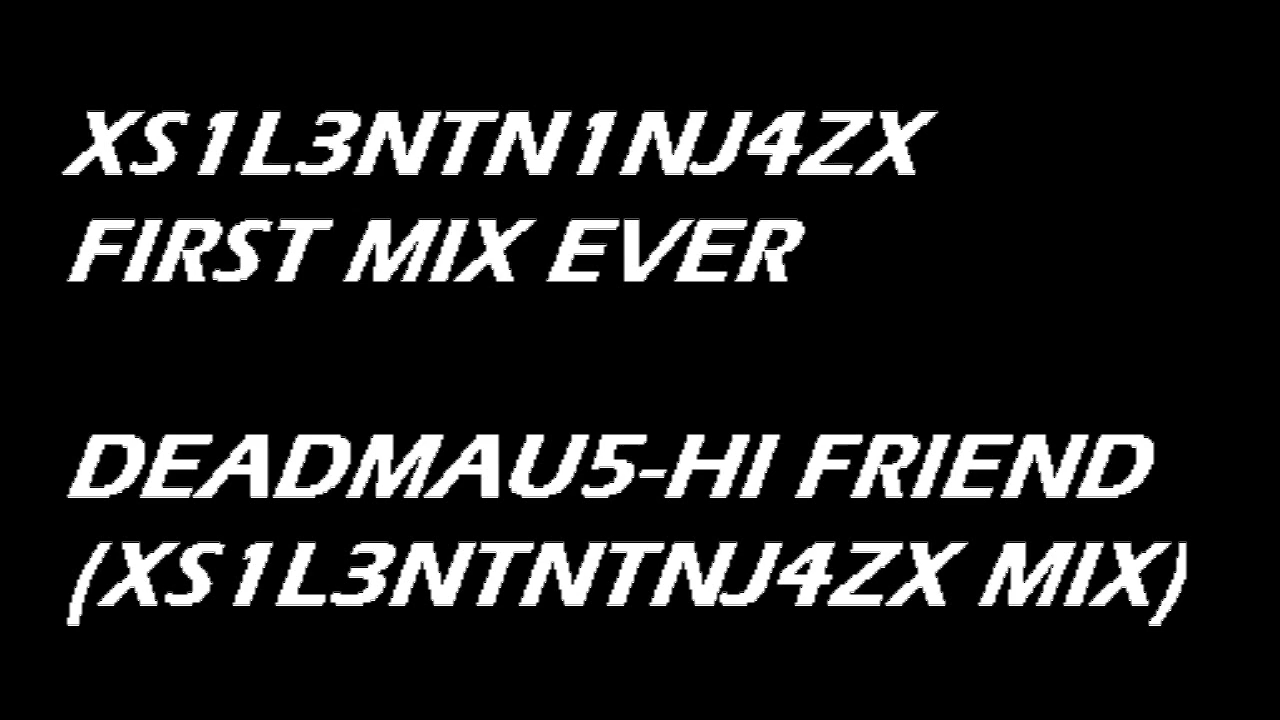 XS1L3NTN1NJ4ZX
FIRST MIX EVER
DEADMAU5-HI FRIEND
(XS1L3NTNTNJ4ZX MIX)